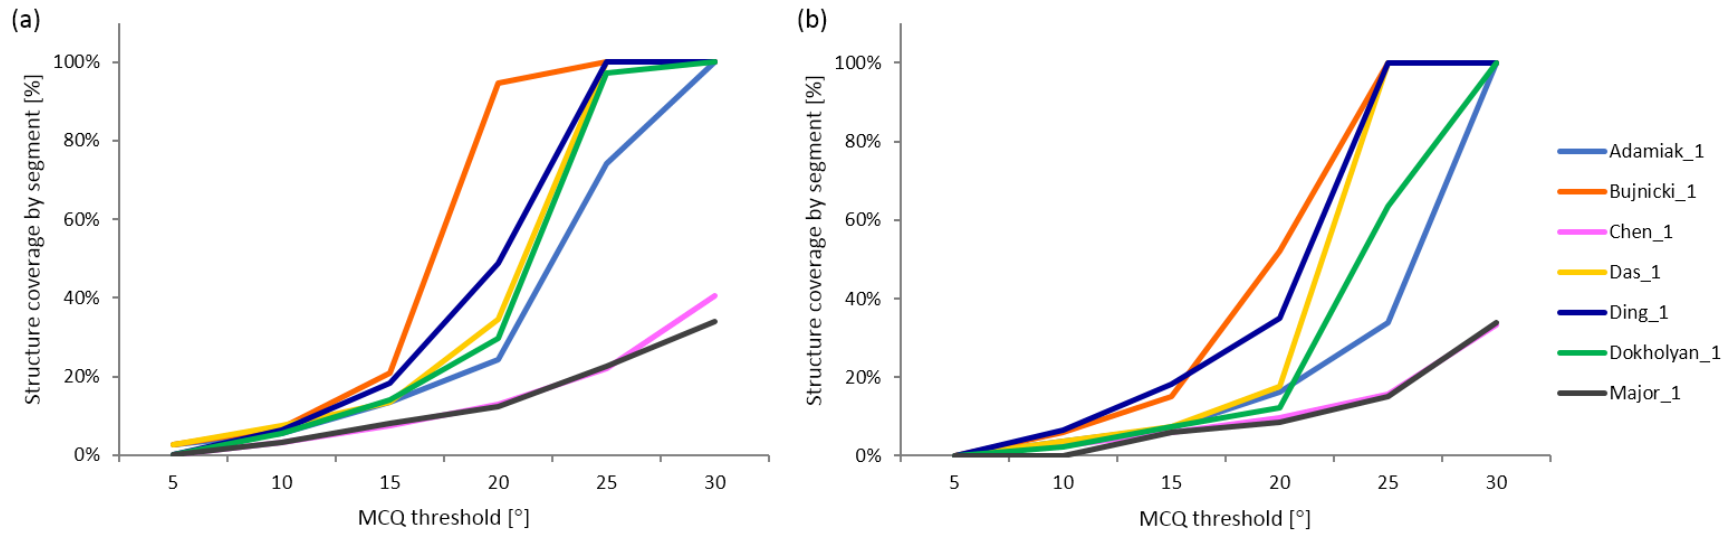 (a)
Structure coverage by segment [%]
100%
80%
60%
40%
20%
0%
5 10 15 20 25 30
MCQ threshold [°]
(b)
Structure coverage by segment [%]
100%
80%
60%
40%
20%
0%
5 10 15 20 25 30
MCQ threshold [°]
Adamiak_1
Bujnicki_1
Chen_1
Das_1
Ding_1
Dokholyan_1
Major_1